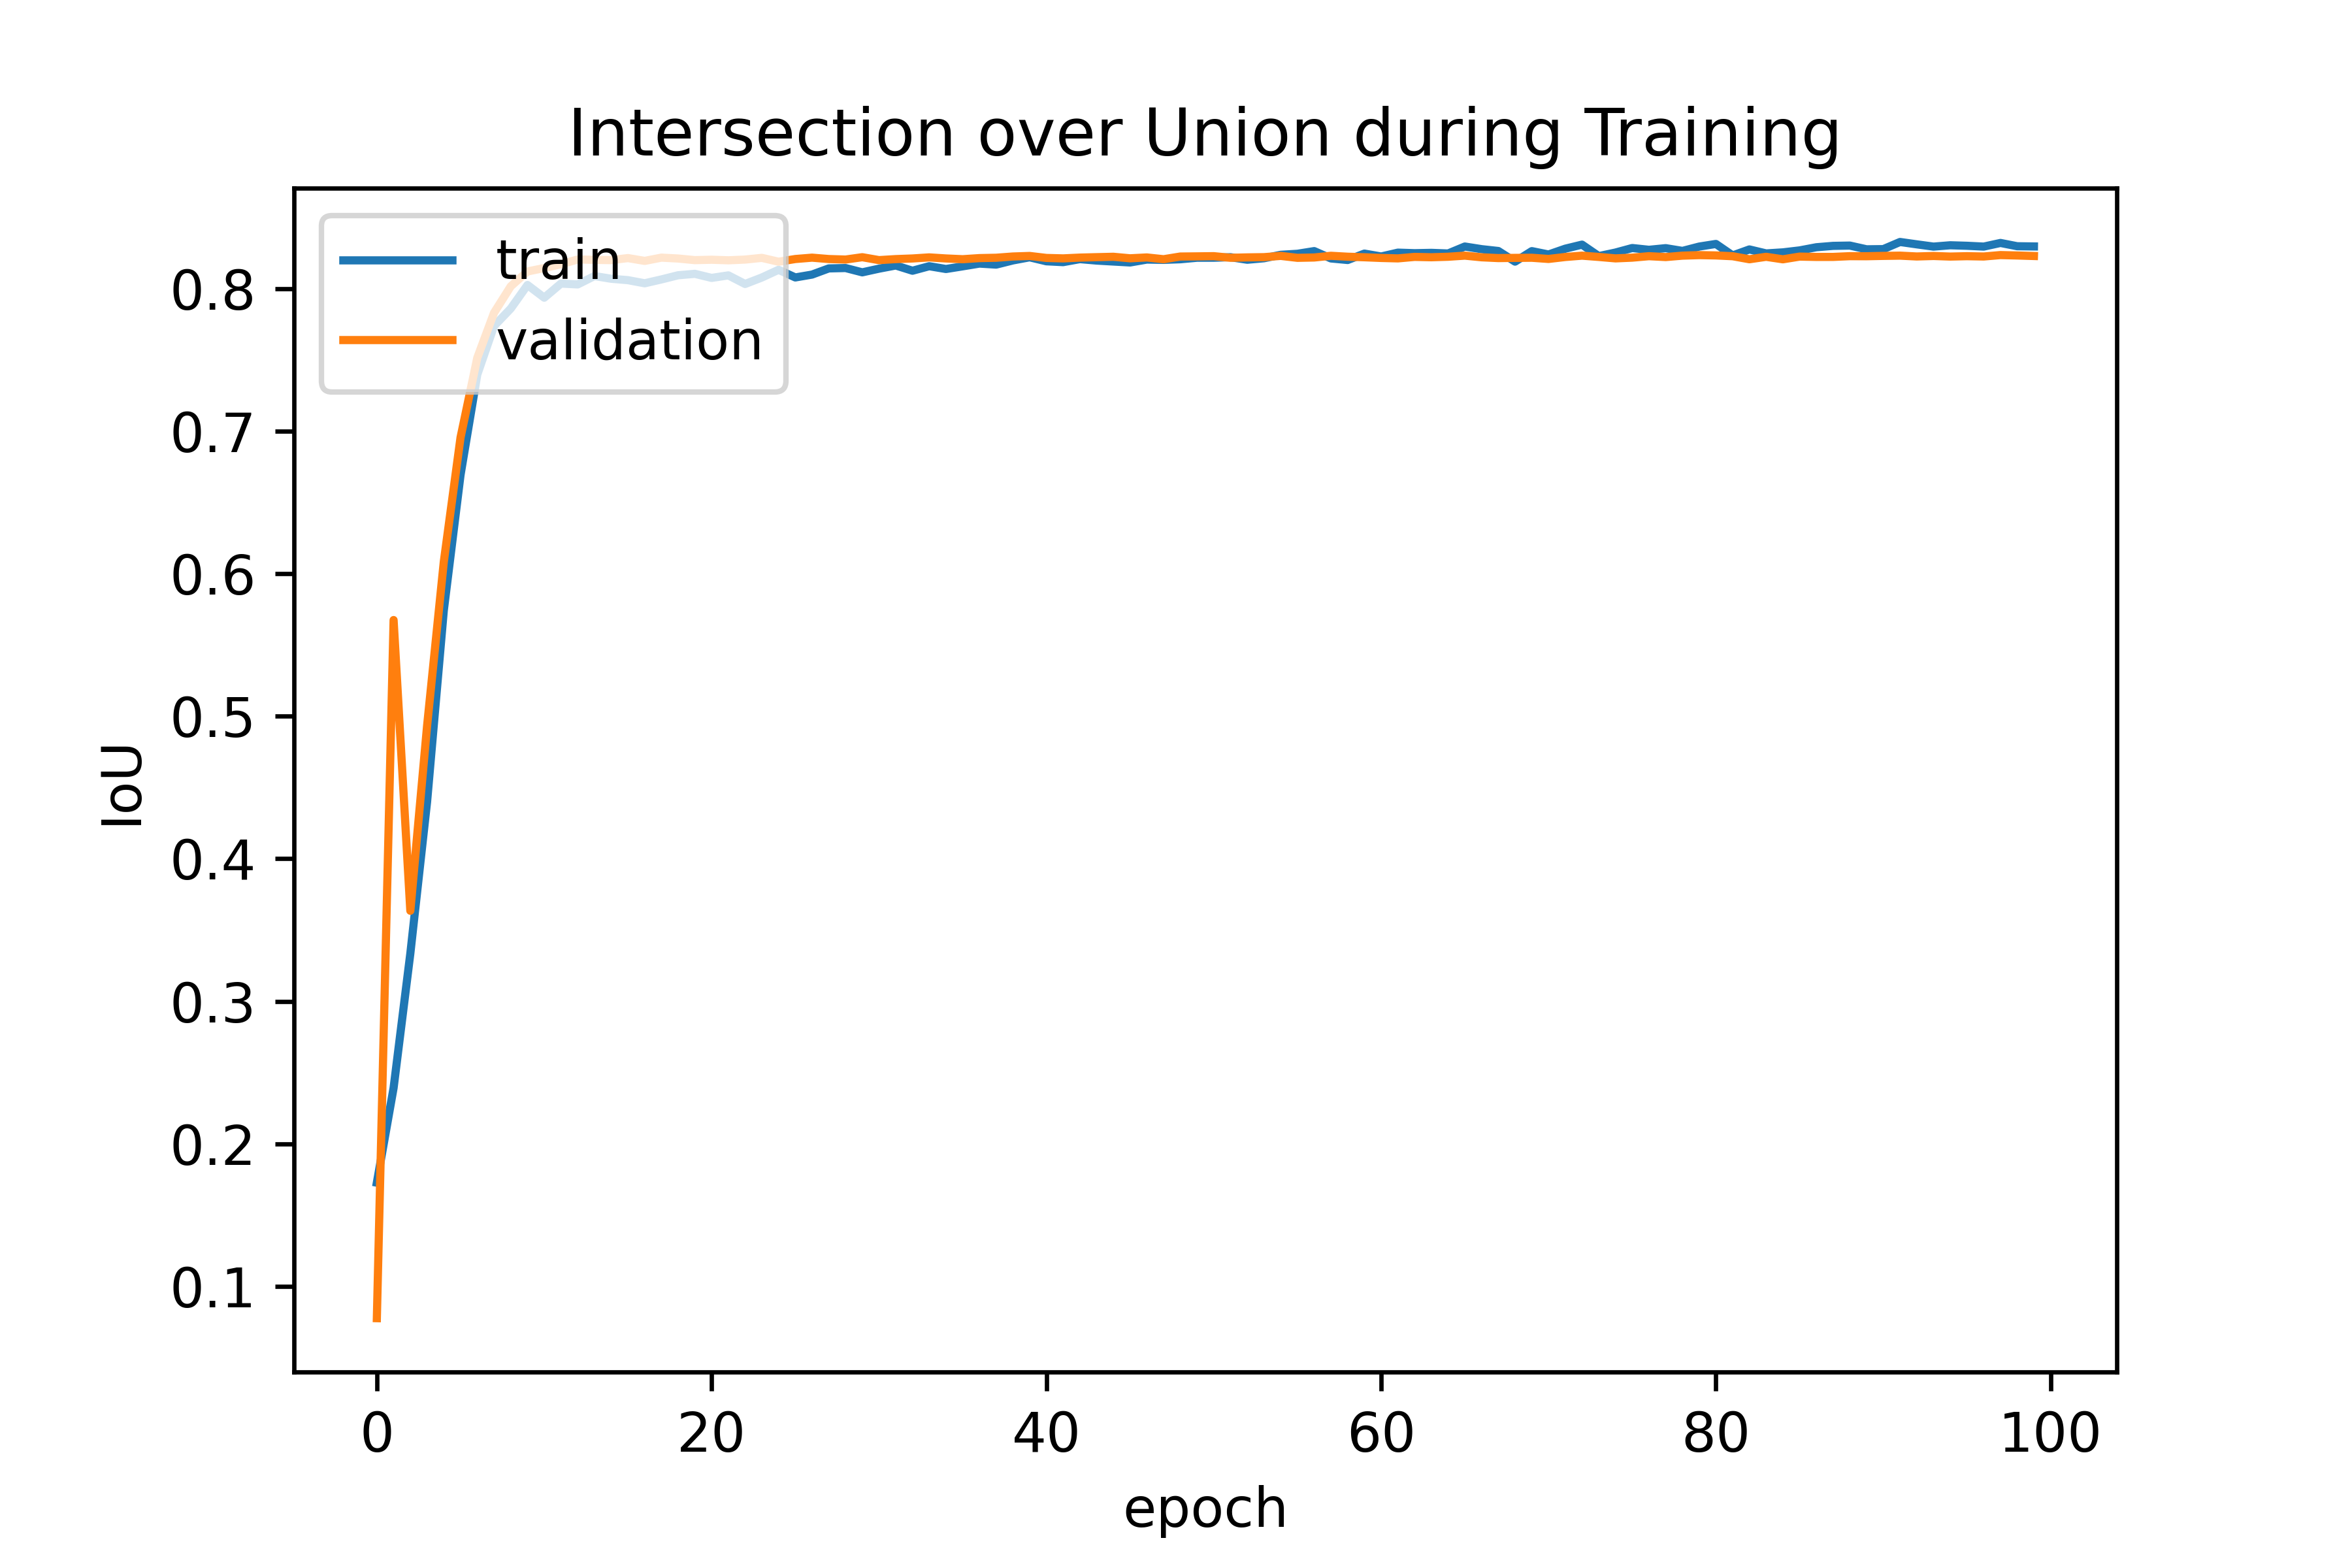 Intersection over Union during Training
train
validation
0.8
0.7
0.6
0.5
0.4
0.3
0.2
0.1
IoU
0 20 40 60 80 100
epoch